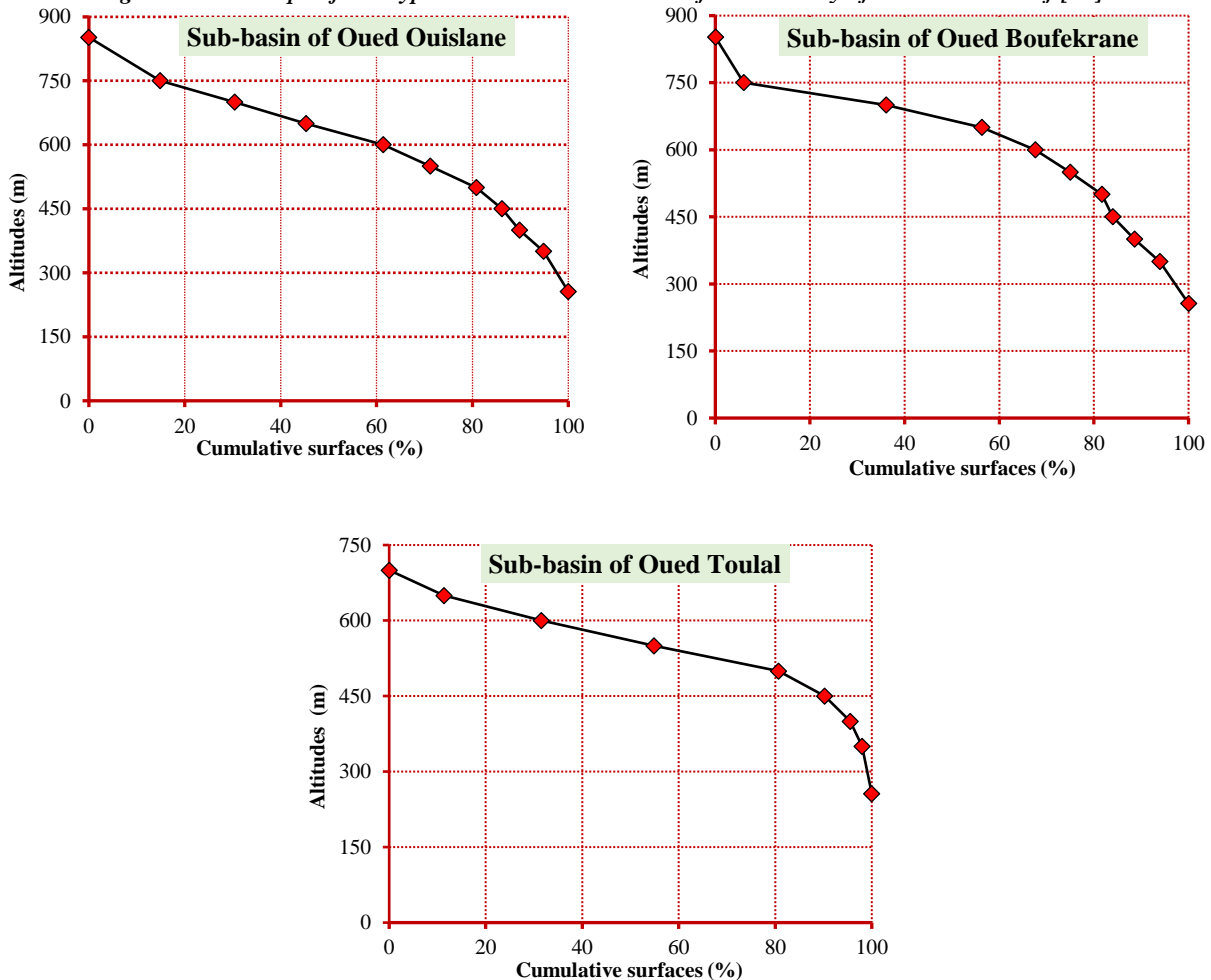 Sub-basin of Oued Ouislane
900
750
600
450
300
150
0
Altitudes (m)
0 20 40 60 80 100
Cumulative surfaces (%)
Sub-basin of Oued Boufekrane
900
750
600
450
300
150
0
Altitudes (m)
0 20 40 60 80 100
Cumulative surfaces (%)
Sub-basin of Oued Toulal
750
600
450
300
150
0
Altitudes (m)
0 20 40 60 80 100
Cumulative surfaces (%)